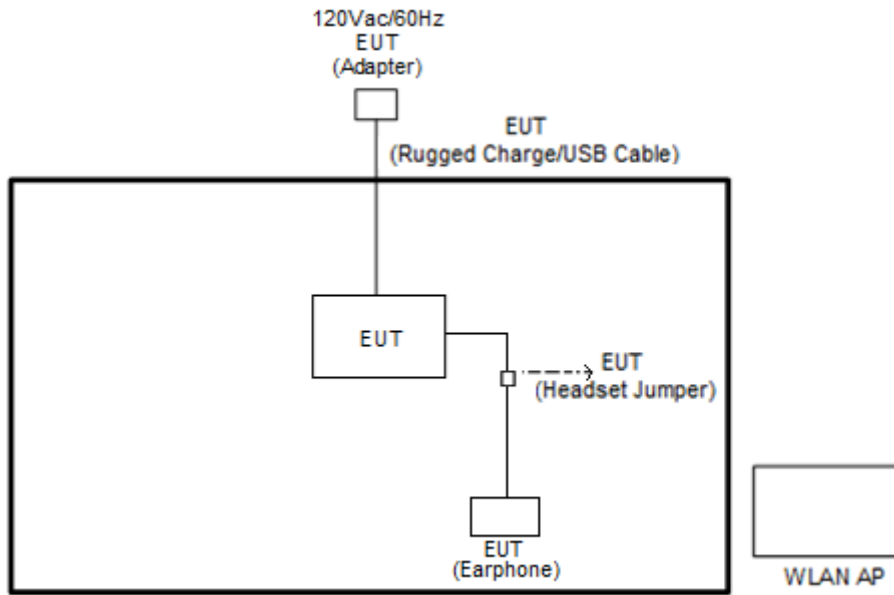 120Vac/60Hz
EUT
(Adapter)
EUT
(Rugged Charge/USB Cable)
EUT
EUT
(Headset Jumper)
EUT
(Earphone)
WLAN AP